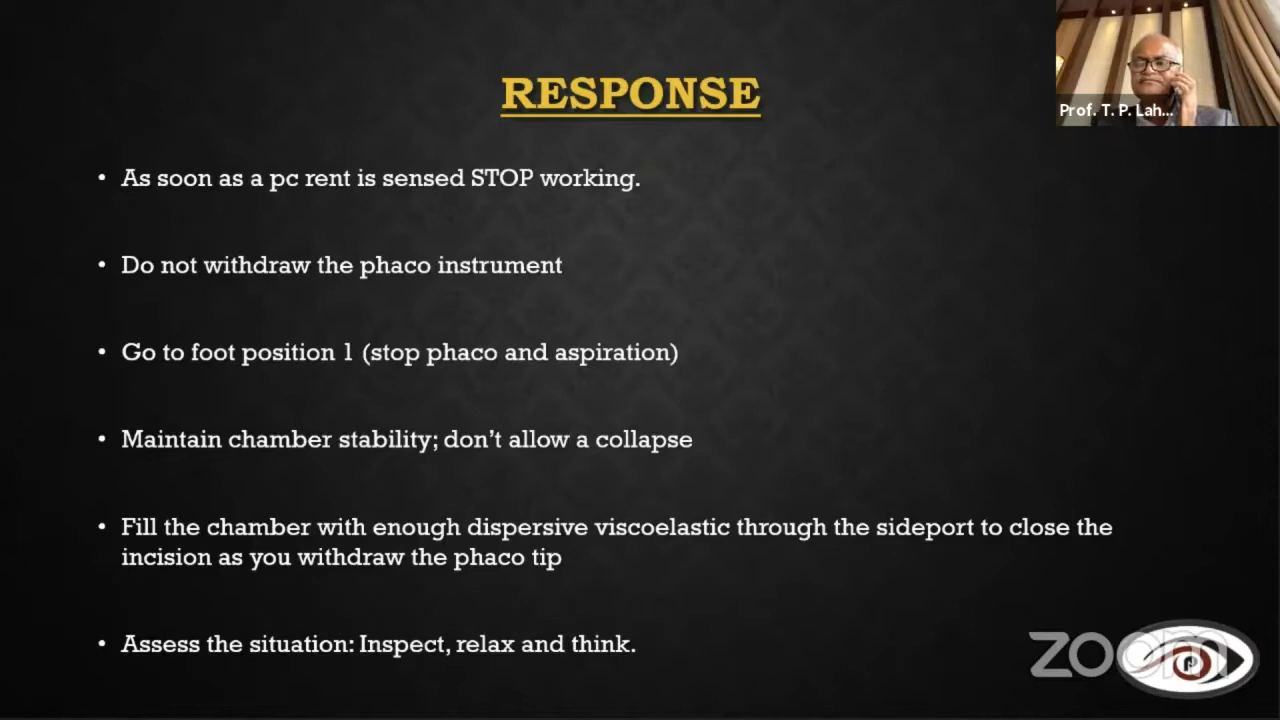 RESPONSE
Prof. T. P. Lah...
• As soon as a pc rent is sensed STOP working.
• Do not withdraw the phaco instrument
• Go to foot position 1 (stop phaco and aspiration)
• Maintain chamber stability; don't allow a collapse
• Fill the chamber with enough dispersive viscoelastic through the sideport to close the
incision as you withdraw the phaco tip
• Assess the situation: Inspect, relax and think.
zoom